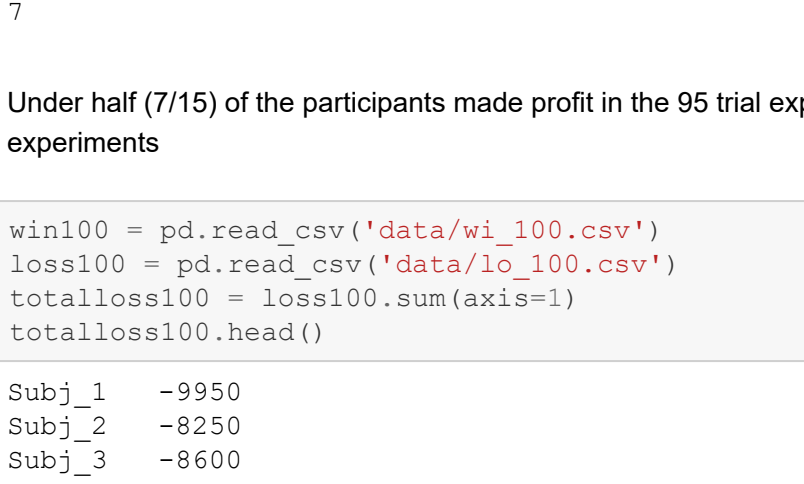 7
Under half (7/15) of the participants made profit in the 95 trial
experiments
win100 = pd.read_csv('data/wi_100.csv')
loss100 = pd.read_csv('data/lo_100.csv')
totalloss100 = loss100.sum(axis=1)
totalloss100.head()
Subj_1 -9950
Subj_2 -8250
Subj_3 -8600